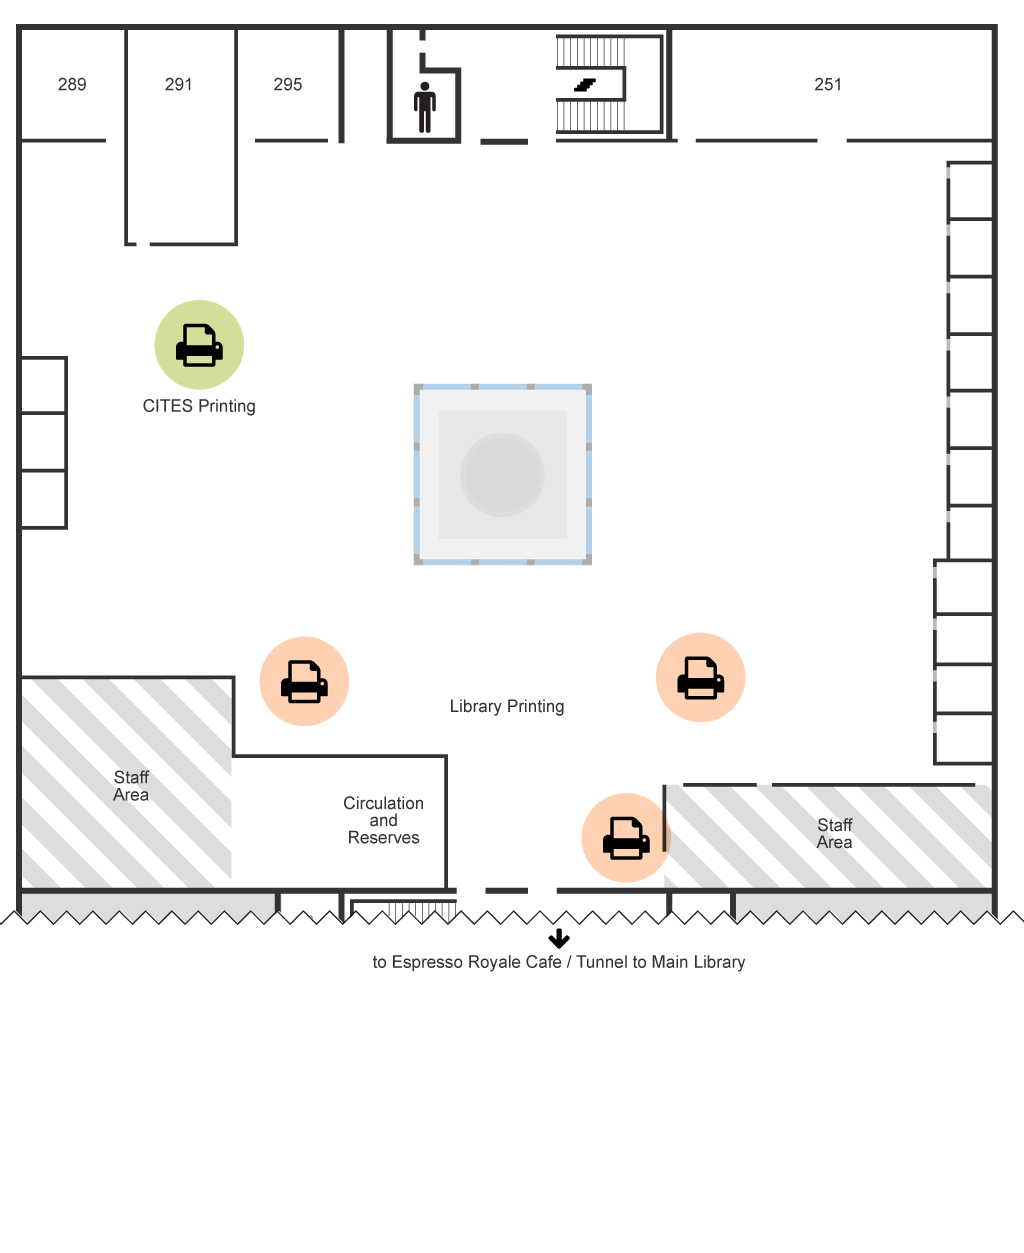 289
291
295
251
CITES Printing
Library Printing
Staff
Area
Circulation
and
Reserves
Staff
Area
to Espresso Royale Cafe / Tunnel to Main Library